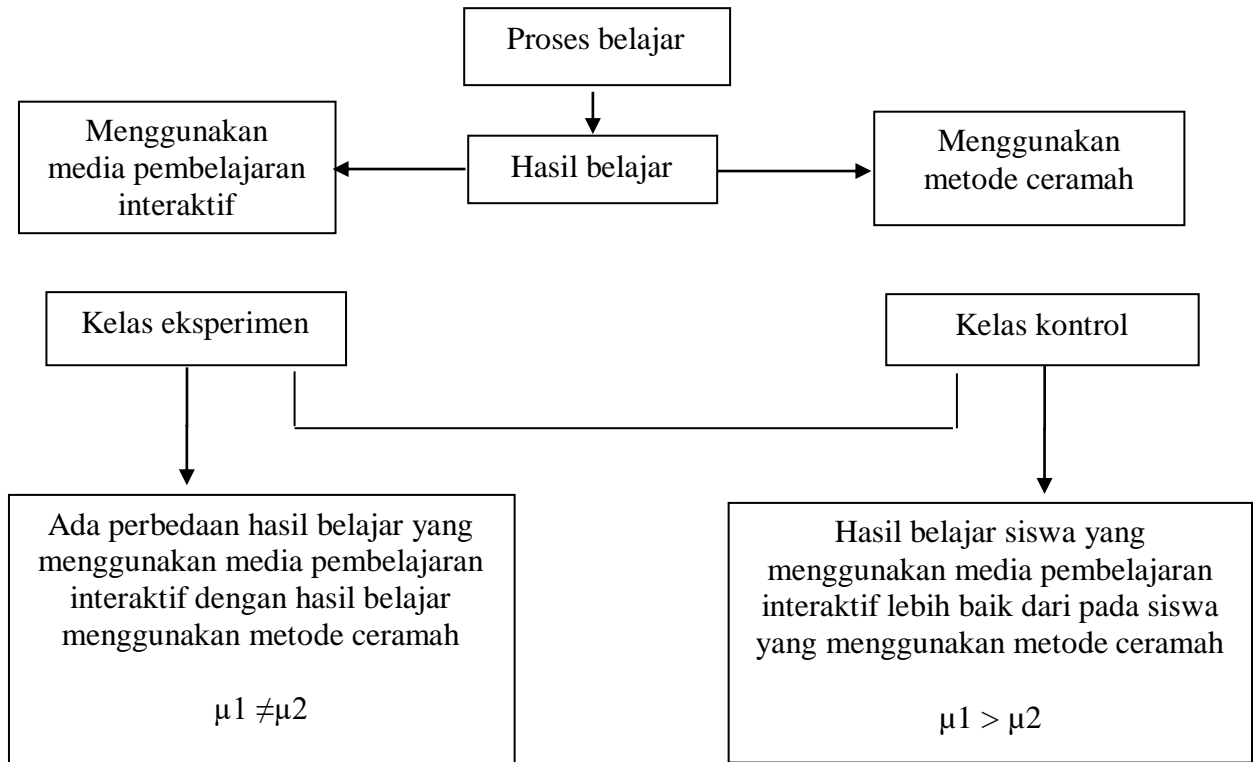 Proses belajar
Menggunakan
media pembelajaran
interaktif
Hasil belajar
Menggunakan
metode ceramah
Kelas eksperimen
Kelas kontrol
Ada perbedaan hasil belajar yang
menggunakan media pembelajaran
interaktif dengan hasil belajar
menggunakan metode ceramah
µ1 ≠µ2
Hasil belajar siswa yang
menggunakan media pembelajaran
interaktif lebih baik dari pada siswa
yang menggunakan metode ceramah
µ1 > µ2